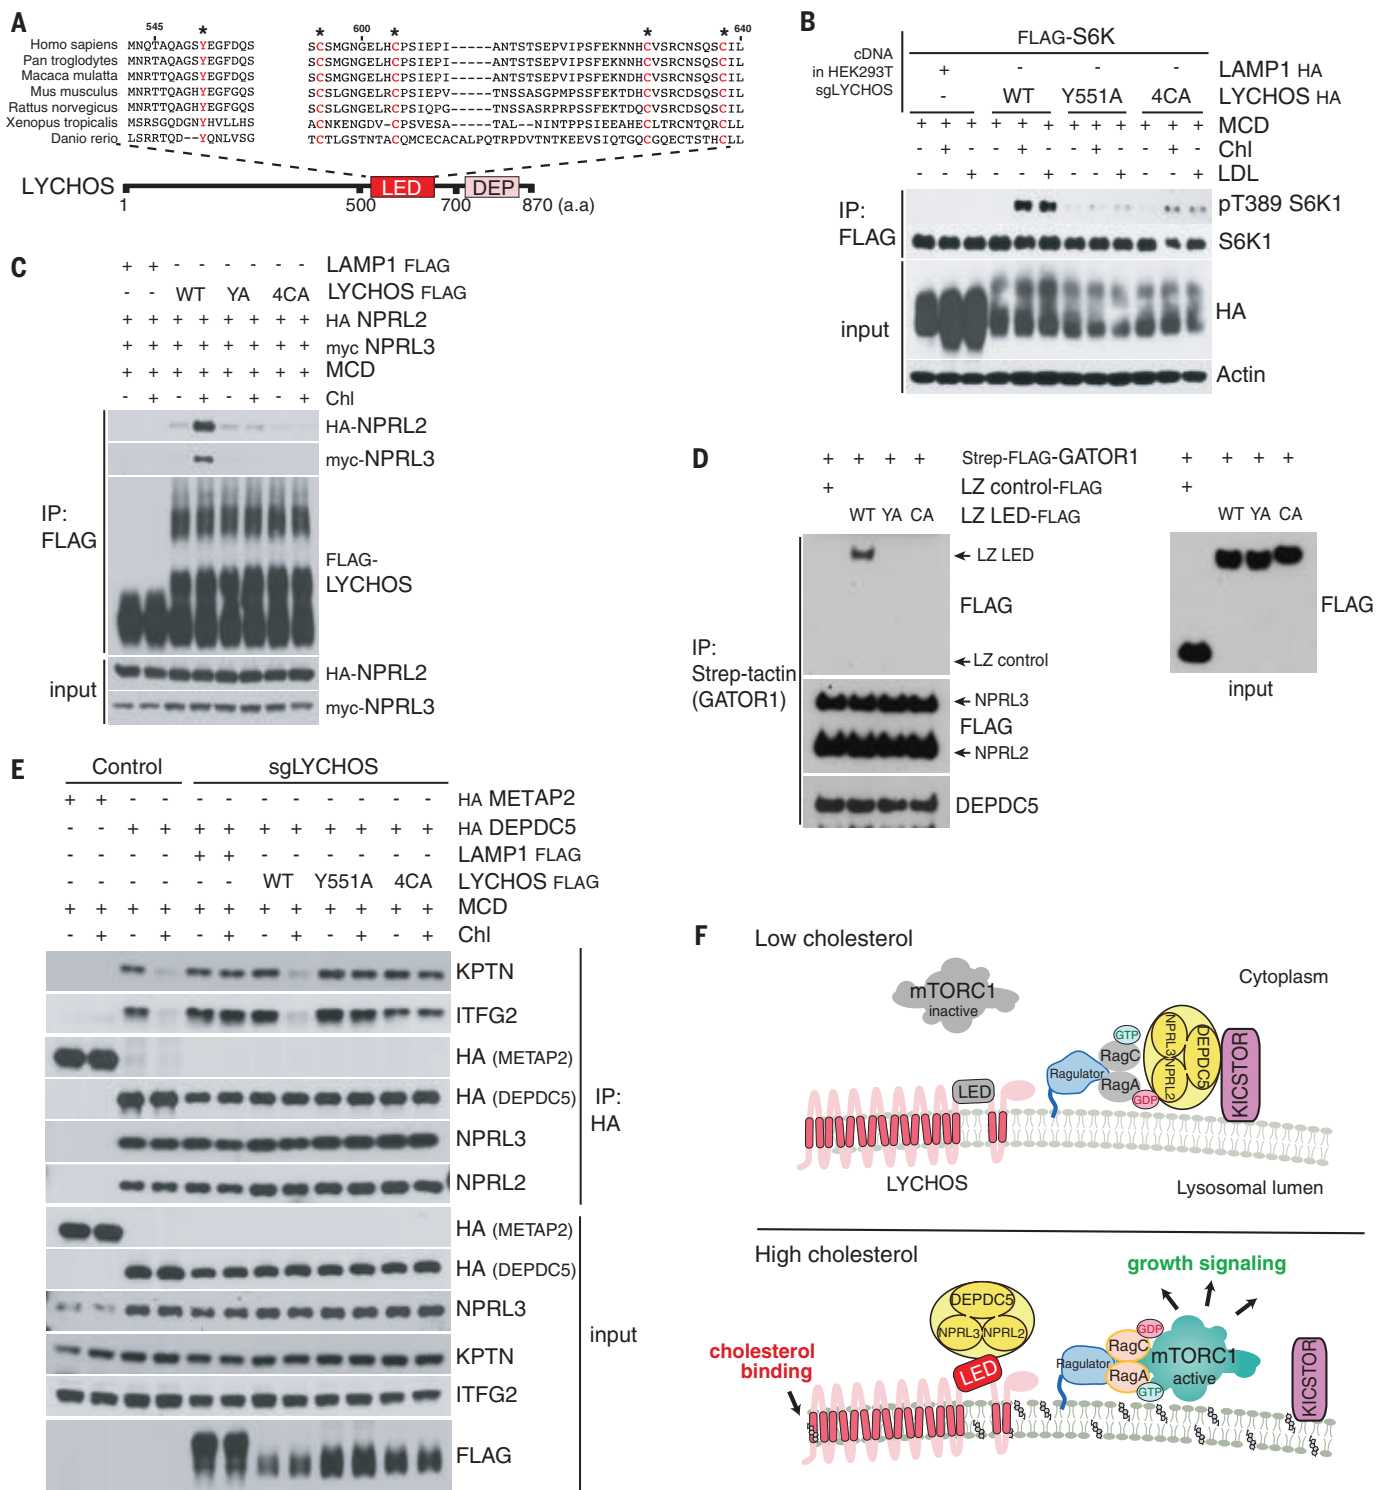 A
545 * * 600 * * * 640
Homo sapiens MNQTAQAGSYEGFDQS SCSMGNGELHCPSIEPI-----ANTSTSEPVIPSFEKNNHCVSRCNSQSCIL
Pan troglodytes MNRTAQAGSYEGFDQS SCSMGNGELRCPSIEPI-----ANTSTSEPVIPSFEKNNHCVSRCNSQSCIL
Macaca mulatta MNRTTQAGSYEGFDQS SCSMGNGELHCPSIEPI-----ANTSTSEPVIPSFEKNNHCVSRCNSQSCIL
Mus musculus MNRTTQAGHYEGFDQS SCSMGNGELRCPSIEPV-----TNSSASGPMPSSFEKNNHCVSRCNSQSCIL
Rattus norvegicus MNRTTQAGHYEGFGQS SCSMGNGELRCPSIQPG-----TNSSASRPRPSSFEKTDQCVSRCNSQSCIL
Xenopus tropicalis MSRSGQDGNYHVLLHS ACNKENGDV-CPSVESA-----TAL--NINTPPSIEEAHECLTRCNTQRCLL
Danio rerio LSRRTQD--YQNLVSG TCTLGSTNTACQMCECACALPQTRPDVTNTKEEVSIQTGQCGQECTSTHCLL
LYCHOS LED DEP
1 500 700 870 (a.a)
B
cDNA
in HEK293T
sgLYCHOS
FLAG-S6K
+ - - - LAMP1 HA
- WT Y551A 4CA LYCHOS HA
+ + + + + + + + + + + + MCD
- + - - + - - + - - + - Chl
- - + - - + - - + - - + LDL
IP:
FLAG
pT389 S6K1
S6K1
input
HA
Actin
C
+ + - - - - - - LAMP1 FLAG
- - WT YA 4CA LYCHOS FLAG
+ + + + + + + + HA NPRL2
+ + + + + + + + myc NPRL3
+ + + + + + + + MCD
- + - + - + - + Chl
IP:
FLAG
HA-NPRL2
myc-NPRL3
FLAG-
LYCHOS
input
HA-NPRL2
myc-NPRL3
D
+ + + + Strep-FLAG-GATOR1 + + + +
+ LZ control-FLAG +
WT YA CA LZ LED-FLAG WT YA CA
IP:
Strep-tactin
(GATOR1)
LZ LED
FLAG
LZ control
NPRL3
FLAG
NPRL2
DEPDC5
FLAG
input
E
Control sgLYCHOS
+ + - - - - - - - - - - HA METAP2
- - + + + + + + + + + + HA DEPDC5
- - - - + + - - - - - - LAMP1 FLAG
- - - - - - WT Y551A 4CA LYCHOS FLAG
+ + + + + + + + + + + + MCD
- + - + - + - + - + - + Chl
KPTN
ITFG2
HA (METAP2)
HA (DEPDC5)
NPRL3
NPRL2
IP:
HA
HA (METAP2)
HA (DEPDC5)
NPRL3
KPTN
ITFG2
FLAG
input
F
Low cholesterol
mTORC1
inactive
Cytoplasm
GTP
RagC
Ragulator
RagA
GDP
NPRL3
NPRL2
DEPDC5
KICSTOR
LED
LYCHOS
Lysosomal lumen
High cholesterol
growth signaling
DEPDC5
NPRL3 NPRL2
LED
cholesterol
binding
GDP
RagC
Ragulator
RagA
GTP
mTORC1
active
KICSTOR